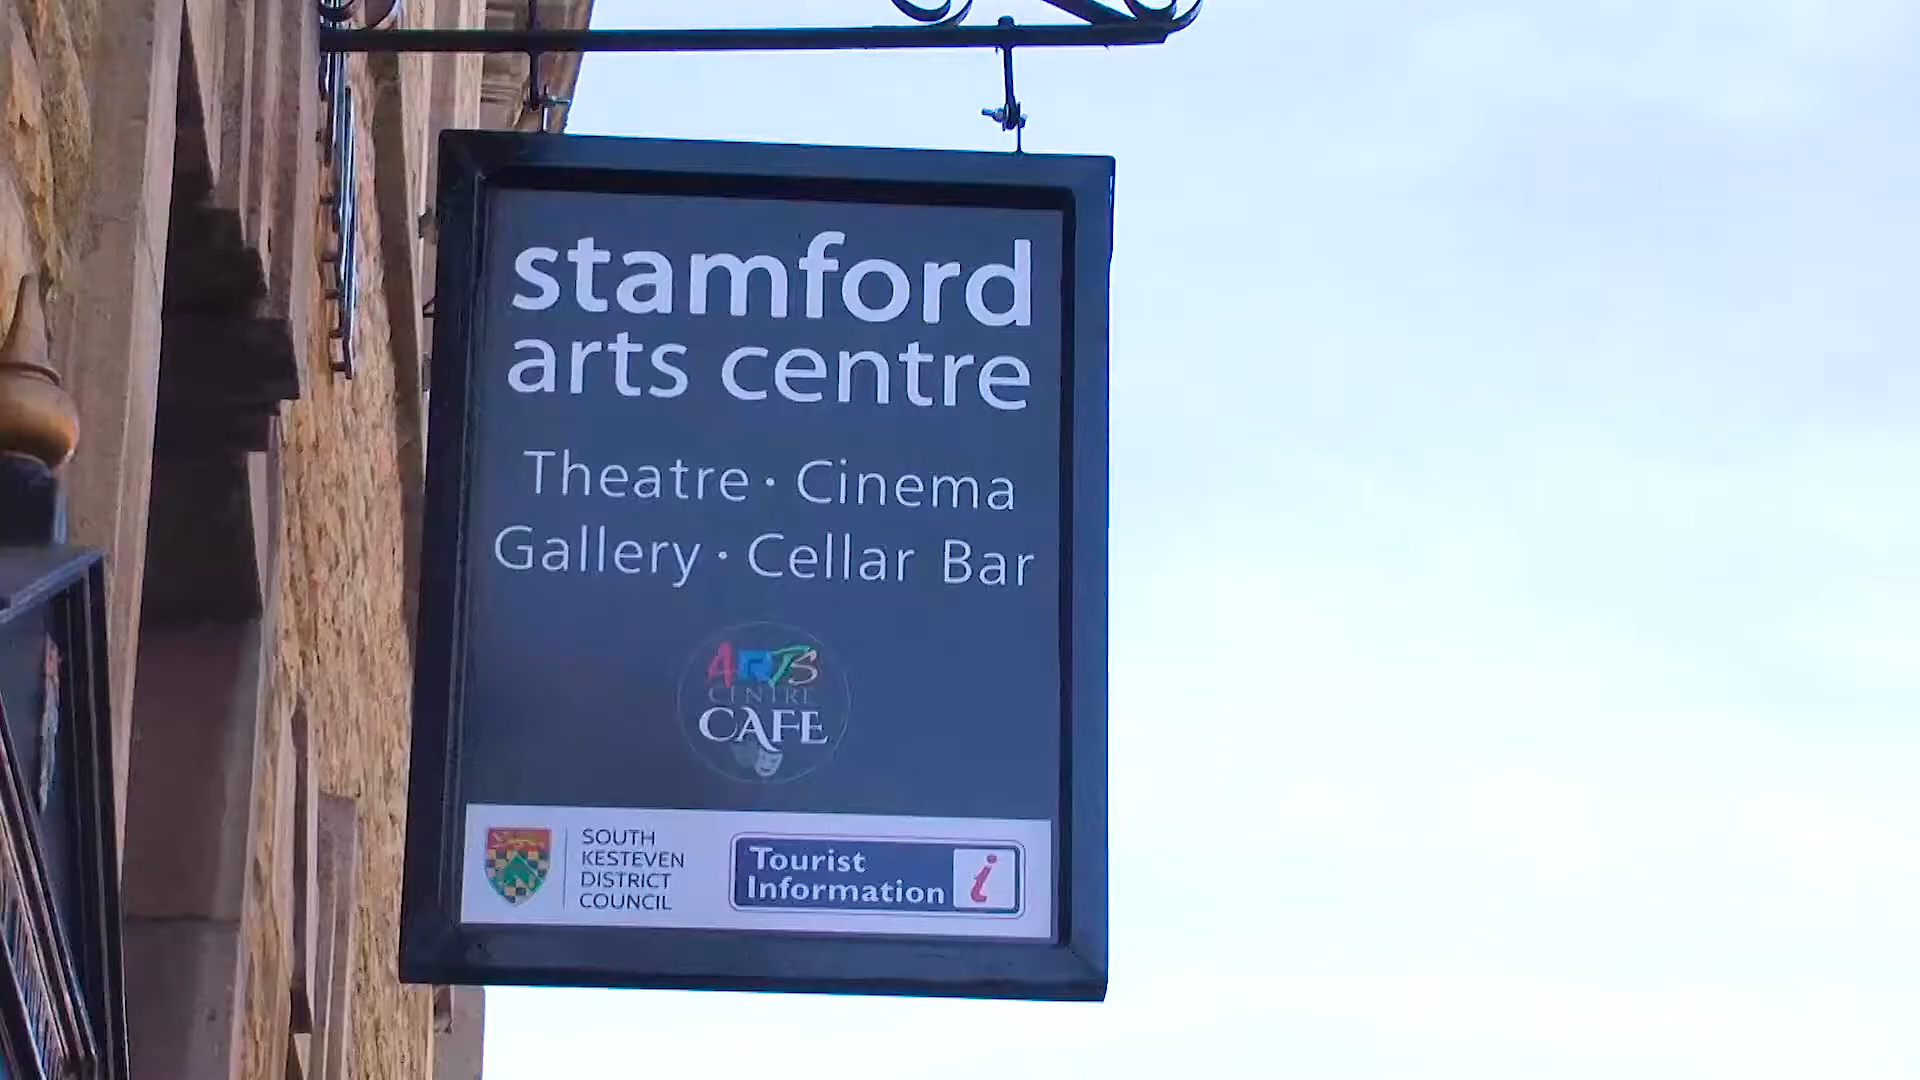 stamford
arts centre
Theatre · Cinema
Gallery · Cellar Bar
ARTS
CENTRE
CAFE
SOUTH
KESTEVEN
DISTRICT
COUNCIL
Tourist
Information i